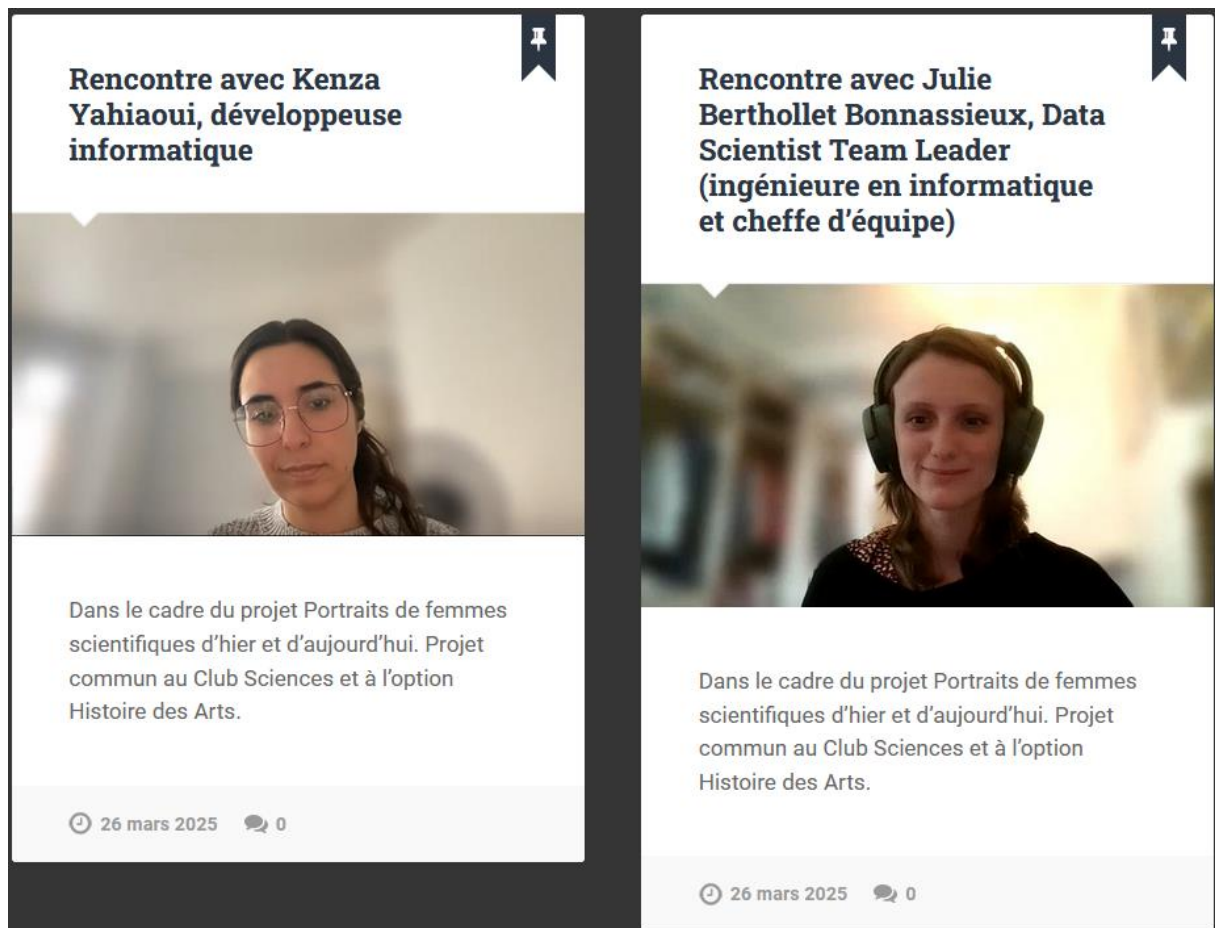 Rencontre avec Kenza
Yahiaoui, développeuse
informatique
Dans le cadre du projet Portraits de femmes
scientifiques d’hier et d’aujourd’hui. Projet
commun au Club Sciences et à l’option
Histoire des Arts.
26 mars 2025 0
Rencontre avec Julie
Berthollet Bonnassieux, Data
Scientist Team Leader
(ingénieure en informatique
et cheffe d’équipe)
Dans le cadre du projet Portraits de femmes
scientifiques d’hier et d’aujourd’hui. Projet
commun au Club Sciences et à l’option
Histoire des Arts.
26 mars 2025 0